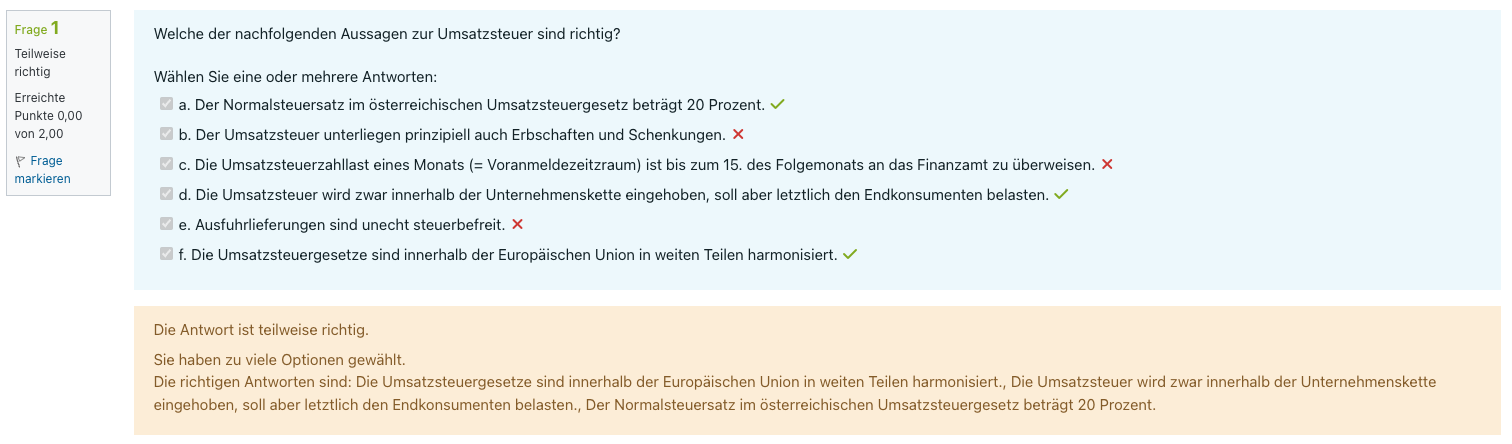 Frage 1
Teilweise
richtig
Erreichte
Punkte 0,00
von 2,00
Frage
markieren
Welche der nachfolgenden Aussagen zur Umsatzsteuer sind richtig?
Wählen Sie eine oder mehrere Antworten:
a. Der Normalsteuersatz im österreichischen Umsatzsteuergesetz beträgt 20 Prozent.
b. Der Umsatzsteuer unterliegen prinzipiell auch Erbschaften und Schenkungen.
c. Die Umsatzsteuerzahllast eines Monats (= Voranmeldezeitraum) ist bis zum 15. des Folgemonats an das Finanzamt zu überweisen.
d. Die Umsatzsteuer wird zwar innerhalb der Unternehmenskette eingehoben, soll aber letztlich den Endkonsumenten belasten.
e. Ausfuhrlieferungen sind unecht steuerbefreit.
f. Die Umsatzsteuergesetze sind innerhalb der Europäischen Union in weiten Teilen harmonisiert.
Die Antwort ist teilweise richtig.
Sie haben zu viele Optionen gewählt.
Die richtigen Antworten sind: Die Umsatzsteuergesetze sind innerhalb der Europäischen Union in weiten Teilen harmonisiert., Die Umsatzsteuer wird zwar innerhalb der Unternehmenskette
eingehoben, soll aber letztlich den Endkonsumenten belasten., Der Normalsteuersatz im österreichischen Umsatzsteuergesetz beträgt 20 Prozent.